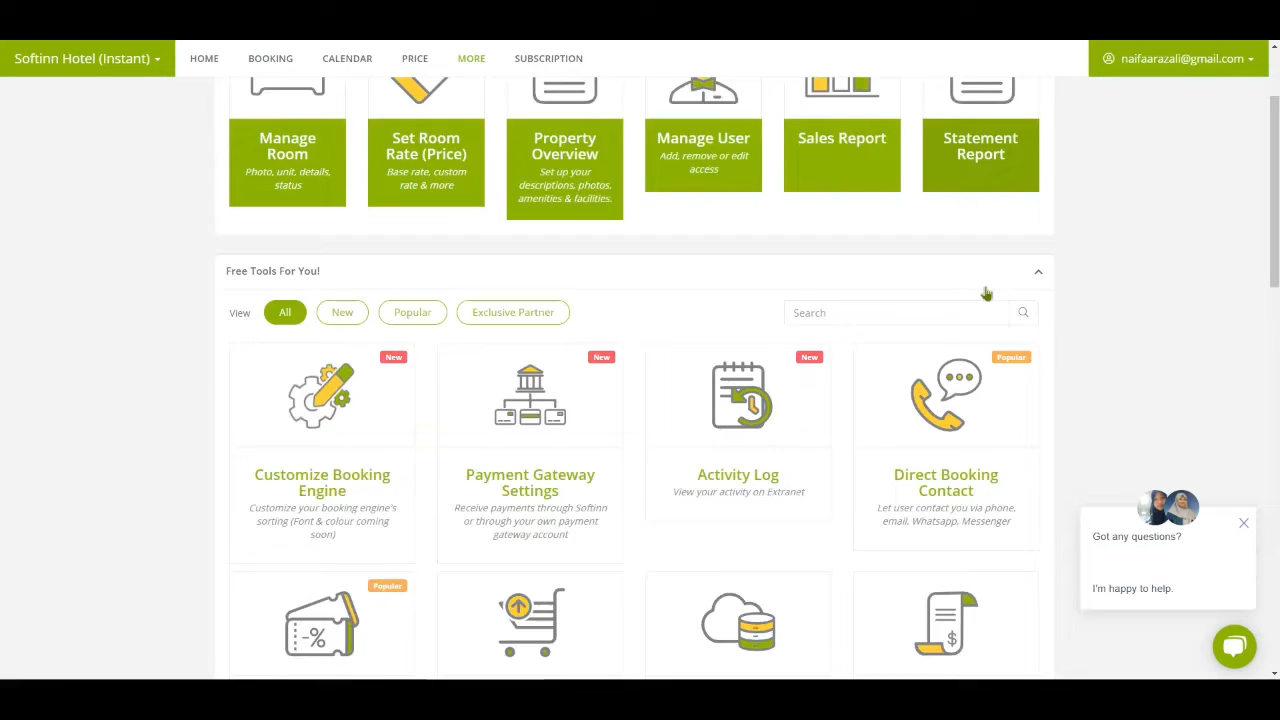 Softinn Hotel (Instant)
HOME
BOOKING
CALENDAR
PRICE
MORE
SUBSCRIPTION
naifaarazali@gmail.com
Manage
Room
Photo, unit, details,
status
Set Room
Rate (Price)
Base rate, custom
rate & more
Property
Overview
Set up your
descriptions, photos,
amenities & facilities.
Manage User
Add, remove or edit
access
Sales Report
Statement
Report
Free Tools For You!
View
All
New
Popular
Exclusive Partner
Search
New
Customize Booking
Engine
Customize your booking engine's
sorting (Font & colour coming
soon)
New
Payment Gateway
Settings
Receive payments through Softinn
or through your own payment
gateway account
New
Activity Log
View your activity on Extranet
Popular
Direct Booking
Contact
Let user contact you via phone,
email, Whatsapp, Messenger
Popular
-%
$
Got any questions?
I'm happy to help.